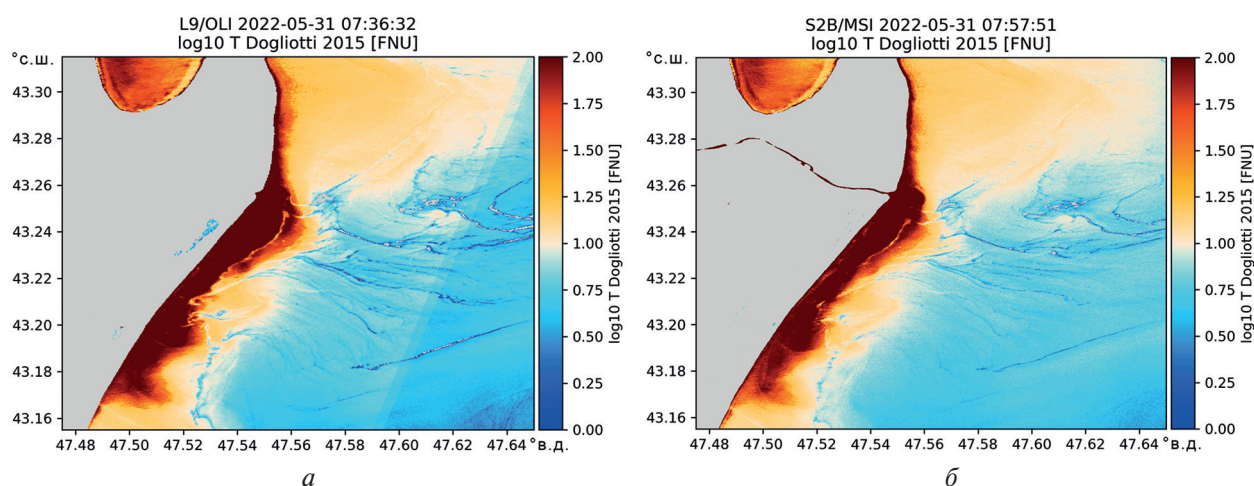 L9/OLI 2022-05-31 07:36:32
log10 T Dogliotti 2015 [FNU]
°с.ш.
43.30
43.28
43.26
43.24
43.22
43.20
43.18
43.16
47.48 47.50 47.52 47.54 47.56 47.58 47.60 47.62 47.64 °в.д.
2.00
1.75
1.50
1.25
1.00
0.75
0.50
0.25
0.00
log10 T Dogliotti 2015 [FNU]
а
S2B/MSI 2022-05-31 07:57:51
log10 T Dogliotti 2015 [FNU]
°с.ш.
43.30
43.28
43.26
43.24
43.22
43.20
43.18
43.16
47.48 47.50 47.52 47.54 47.56 47.58 47.60 47.62 47.64 °в.д.
2.00
1.75
1.50
1.25
1.00
0.75
0.50
0.25
0.00
log10 T Dogliotti 2015 [FNU]
б